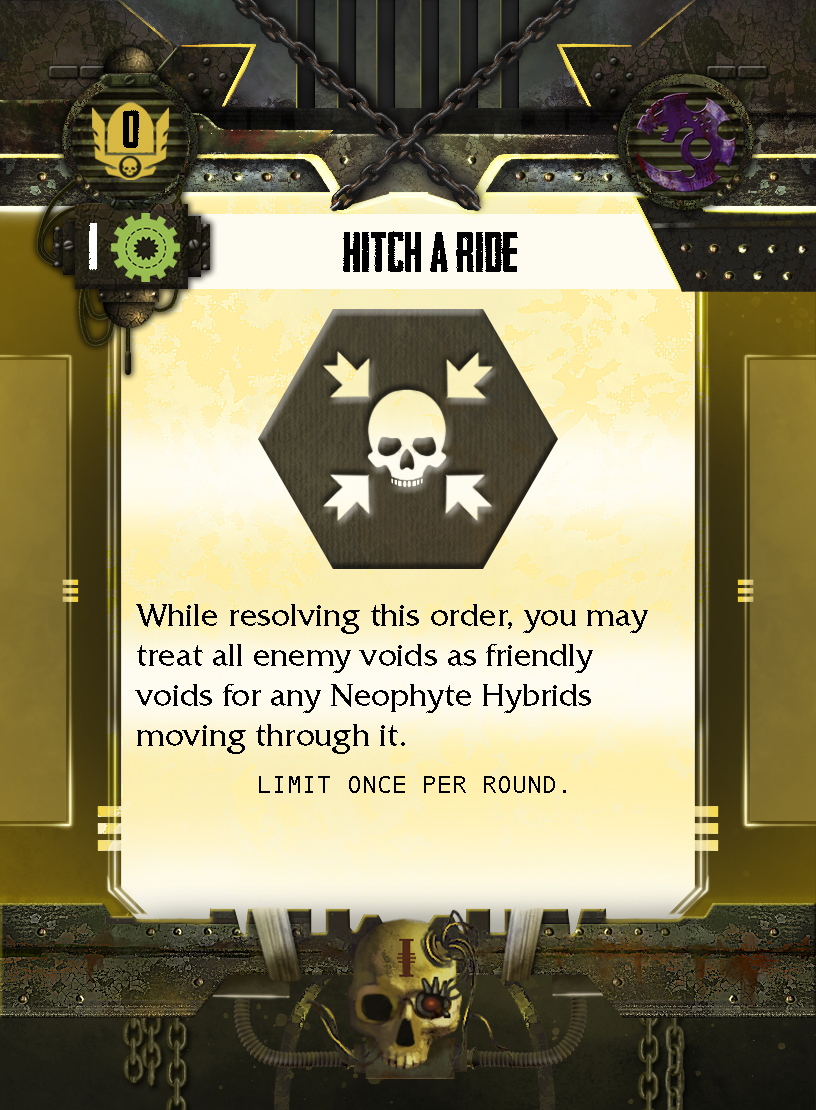 0
1
HITCH A RIDE
While resolving this order, you may
treat all enemy voids as friendly
voids for any Neophyte Hybrids
moving through it.
LIMIT ONCE PER ROUND.
I